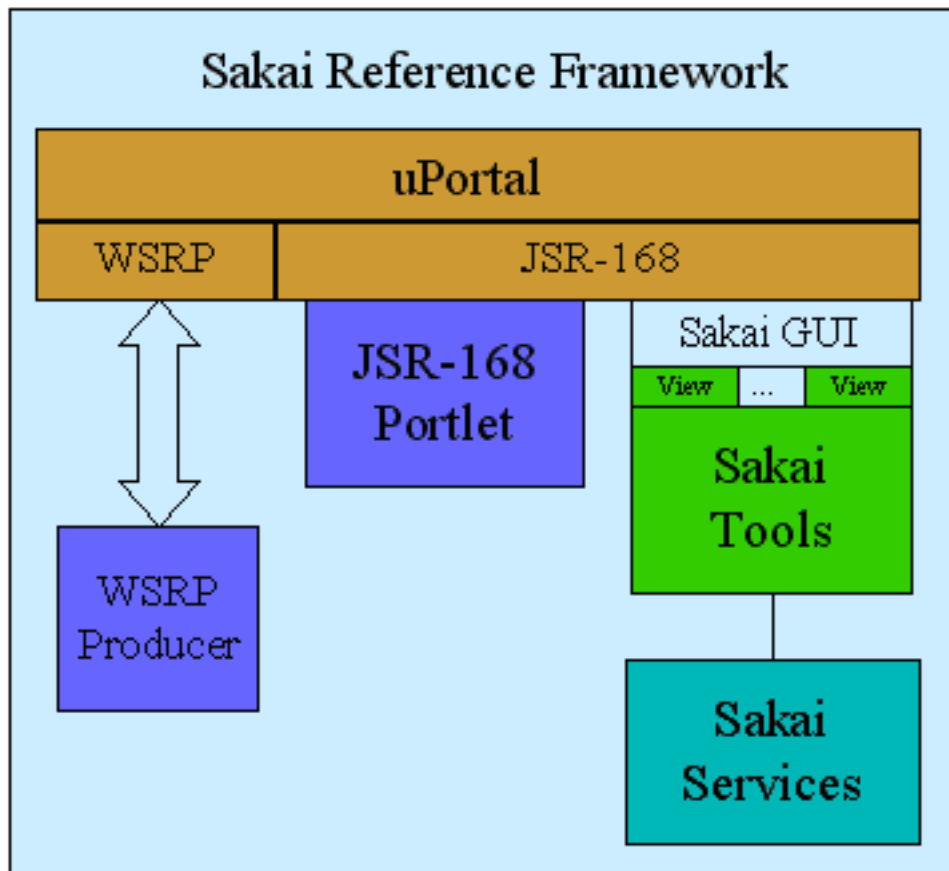 Sakai Reference Framework
uPortal
WSRP
JSR-168
JSR-168
Portlet
Sakai GUI
View
...
View
Sakai
Tools
WSRP
Producer
Sakai
Services